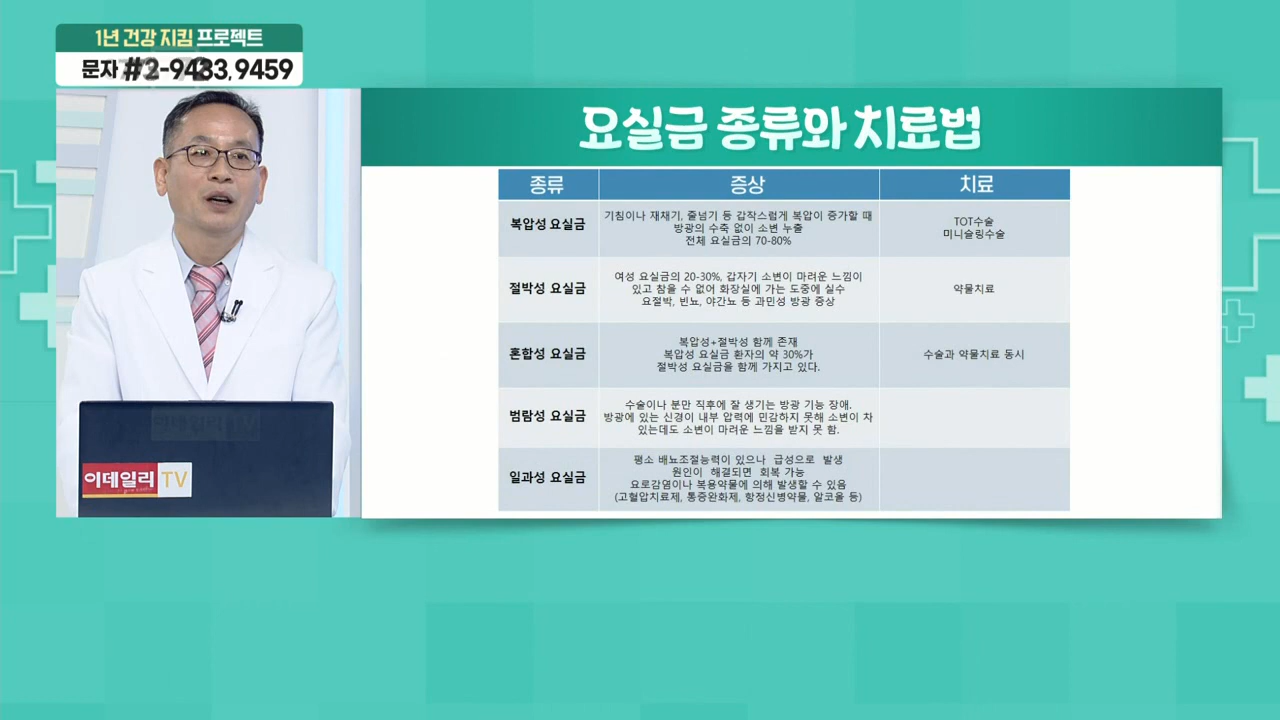 1년 건강 지킴 프로젝트
문자 #2-9483, 9459
요실금 종류와 치료법
종류 증상 치료
복압성 요실금
기침이나 재채기, 줄넘기 등 갑작스럽게 복압이 증가할 때
방광의 수축 없이 소변 누출
전체 요실금의 70-80%
TOT수술
미니슬링수술
절박성 요실금
여성 요실금의 20-30%, 갑자기 소변이 마려운 느낌이
있고 참을 수 없어 화장실에 가는 도중에 실수
요절박, 빈뇨, 야간뇨 등 과민성 방광 증상
약물치료
혼합성 요실금
복압성+절박성 함께 존재
복압성 요실금 환자의 약 30%가
절박성 요실금을 함께 가지고 있다.
수술과 약물치료 동시
범람성 요실금
수술이나 분만 직후에 잘 생기는 방광 기능 장애.
방광에 있는 신경이 내부 압력에 민감하지 못해 소변이 차
있는데도 소변이 마려운 느낌을 받지 못 함.
일과성 요실금
평소 배뇨조절능력이 있으나 급성으로 발생
원인이 해결되면 회복 가능
요로감염이나 복용약물에 의해 발생할 수 있음
(고혈압치료제, 통증완화제, 항정신병약물, 알코올 등)
이데일리 TV